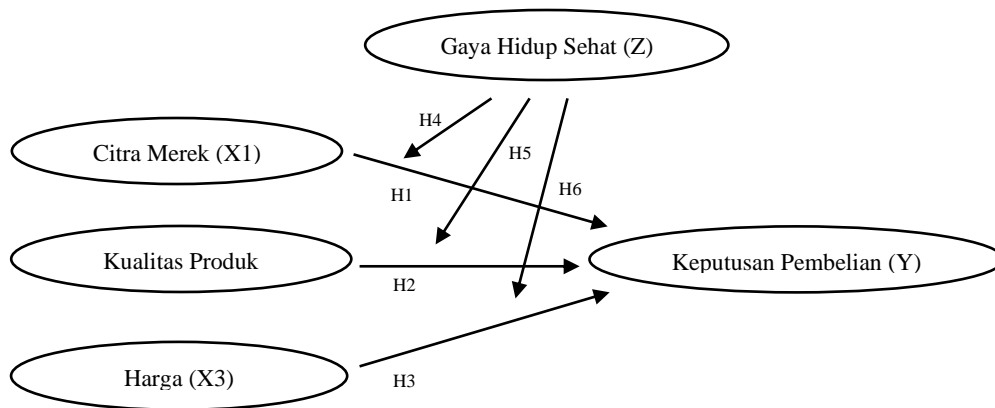 Gaya Hidup Sehat (Z)
H4
Citra Merek (X1)
H5
H1
H6
Kualitas Produk
Keputusan Pembelian (Y)
H2
Harga (X3)
H3